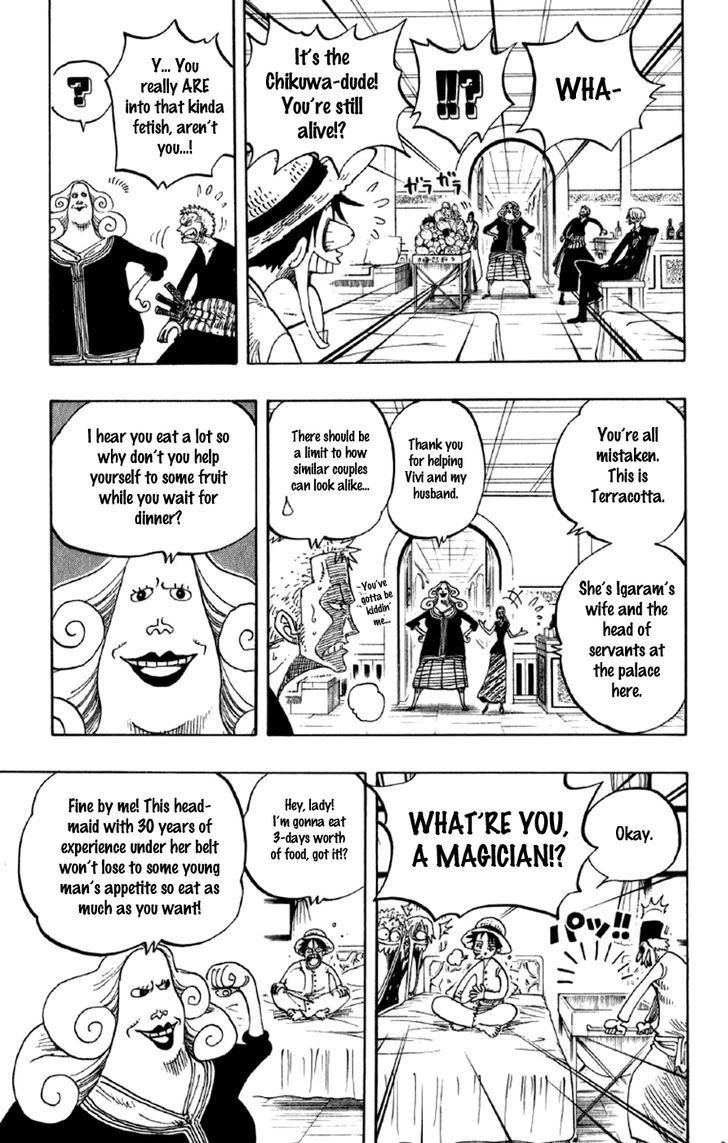 WHA-
!!?
It's the
Chikuwa-dude!
You're still
alive!?
ガラ ガラ
Y... You
really ARE
into that kinda
fetish, aren't
you...!
?
You're all
mistaken.
This is
Terracotta.
She's Igaram's
wife and the
head of
servants at
the palace
here.
Thank you
for helping
Vivi and my
husband.
There should be
a limit to how
similar couples
can look alike...
You've
gotta be
kiddin'
me...
I hear you eat a lot so
why don't you help
yourself to some fruit
while you wait for
dinner?
Okay.
パッ!!
WHAT'RE YOU,
A MAGICIAN!?
Hey, lady!
I'm gonna eat
3-days worth
of food, got it!?
Fine by me! This head-
maid with 30 years of
experience under her belt
won't lose to some young
man's appetite so eat as
much as you want!